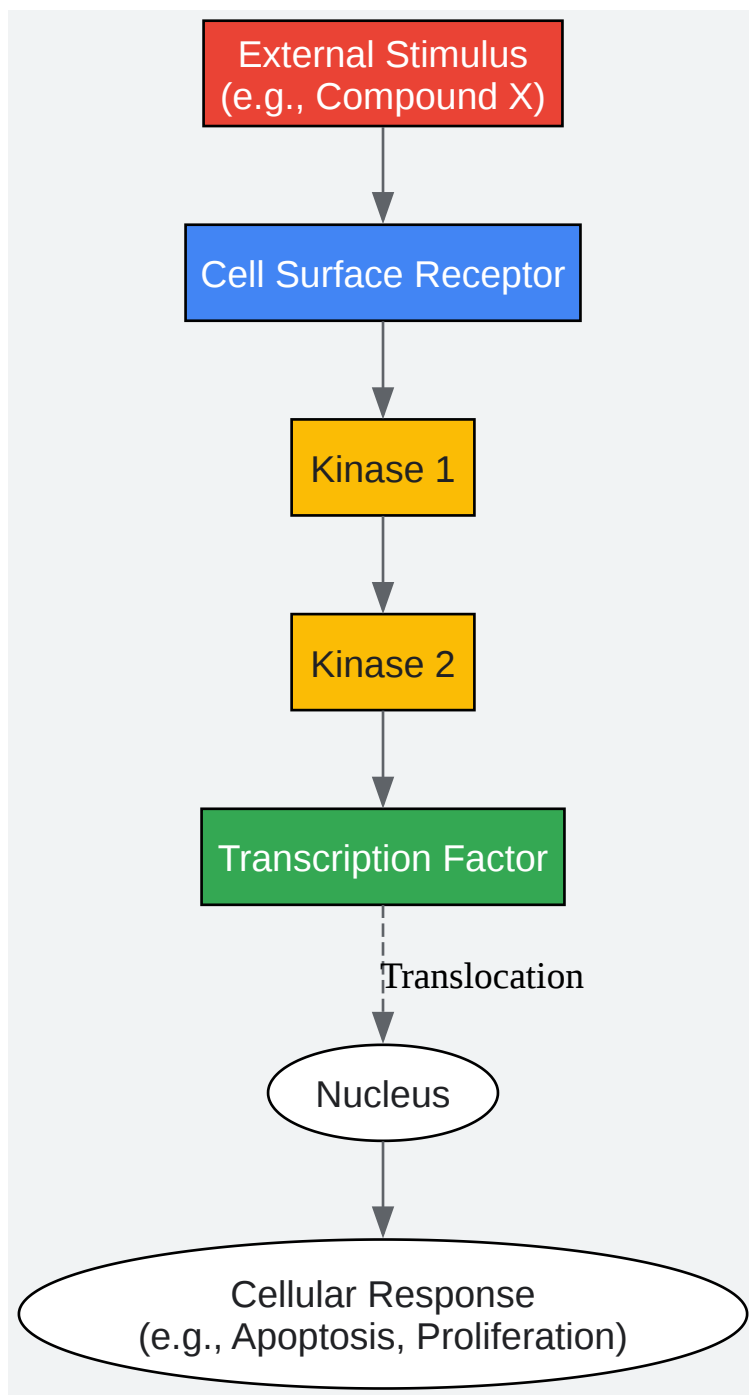 External Stimulus
(e.g., Compound X)
Cell Surface Receptor
Kinase 1
Kinase 2
Transcription Factor
Translocation
Nucleus
Cellular Response
(e.g., Apoptosis, Proliferation)